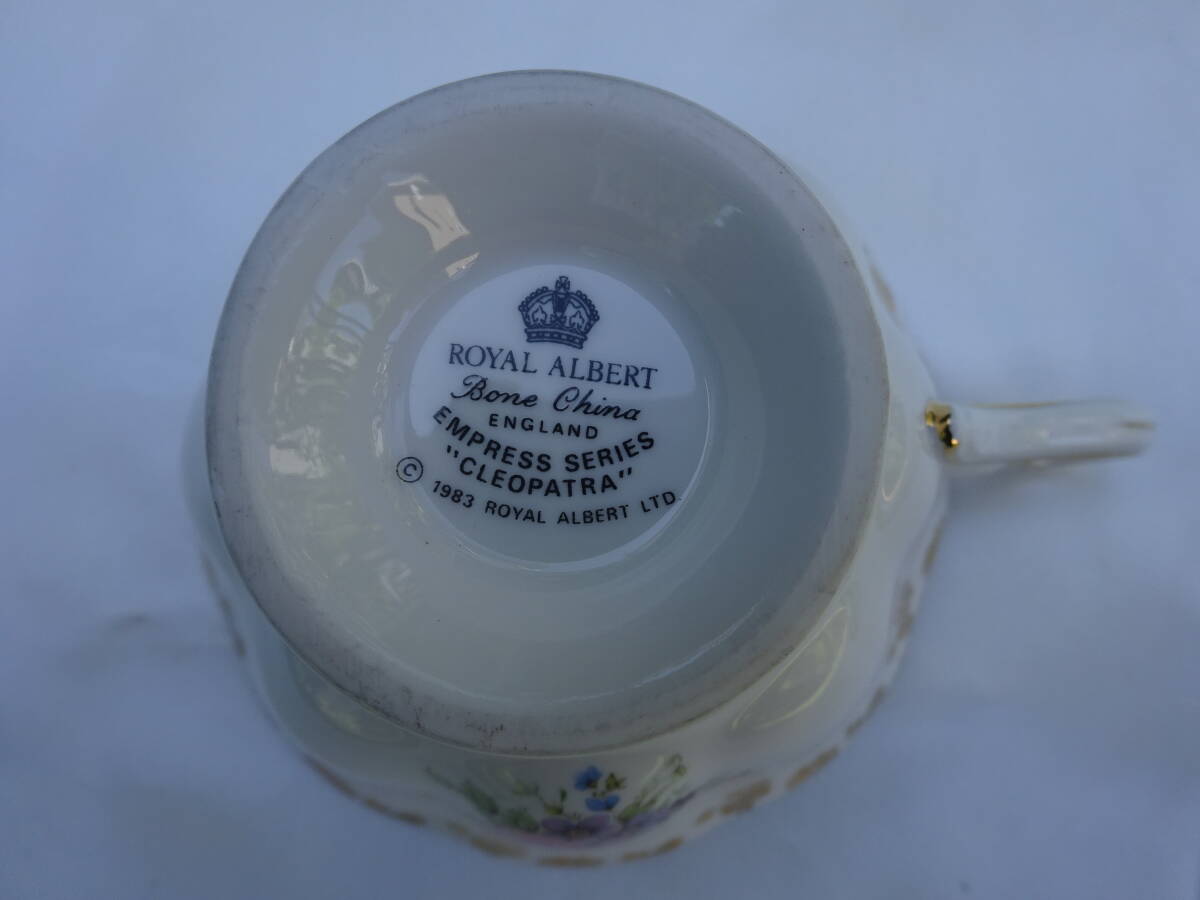 ROYAL ALBERT
Bone China
ENGLAND
EMPRESS SERIES
"CLEOPATRA"
© 1983 ROYAL ALBERT LTD